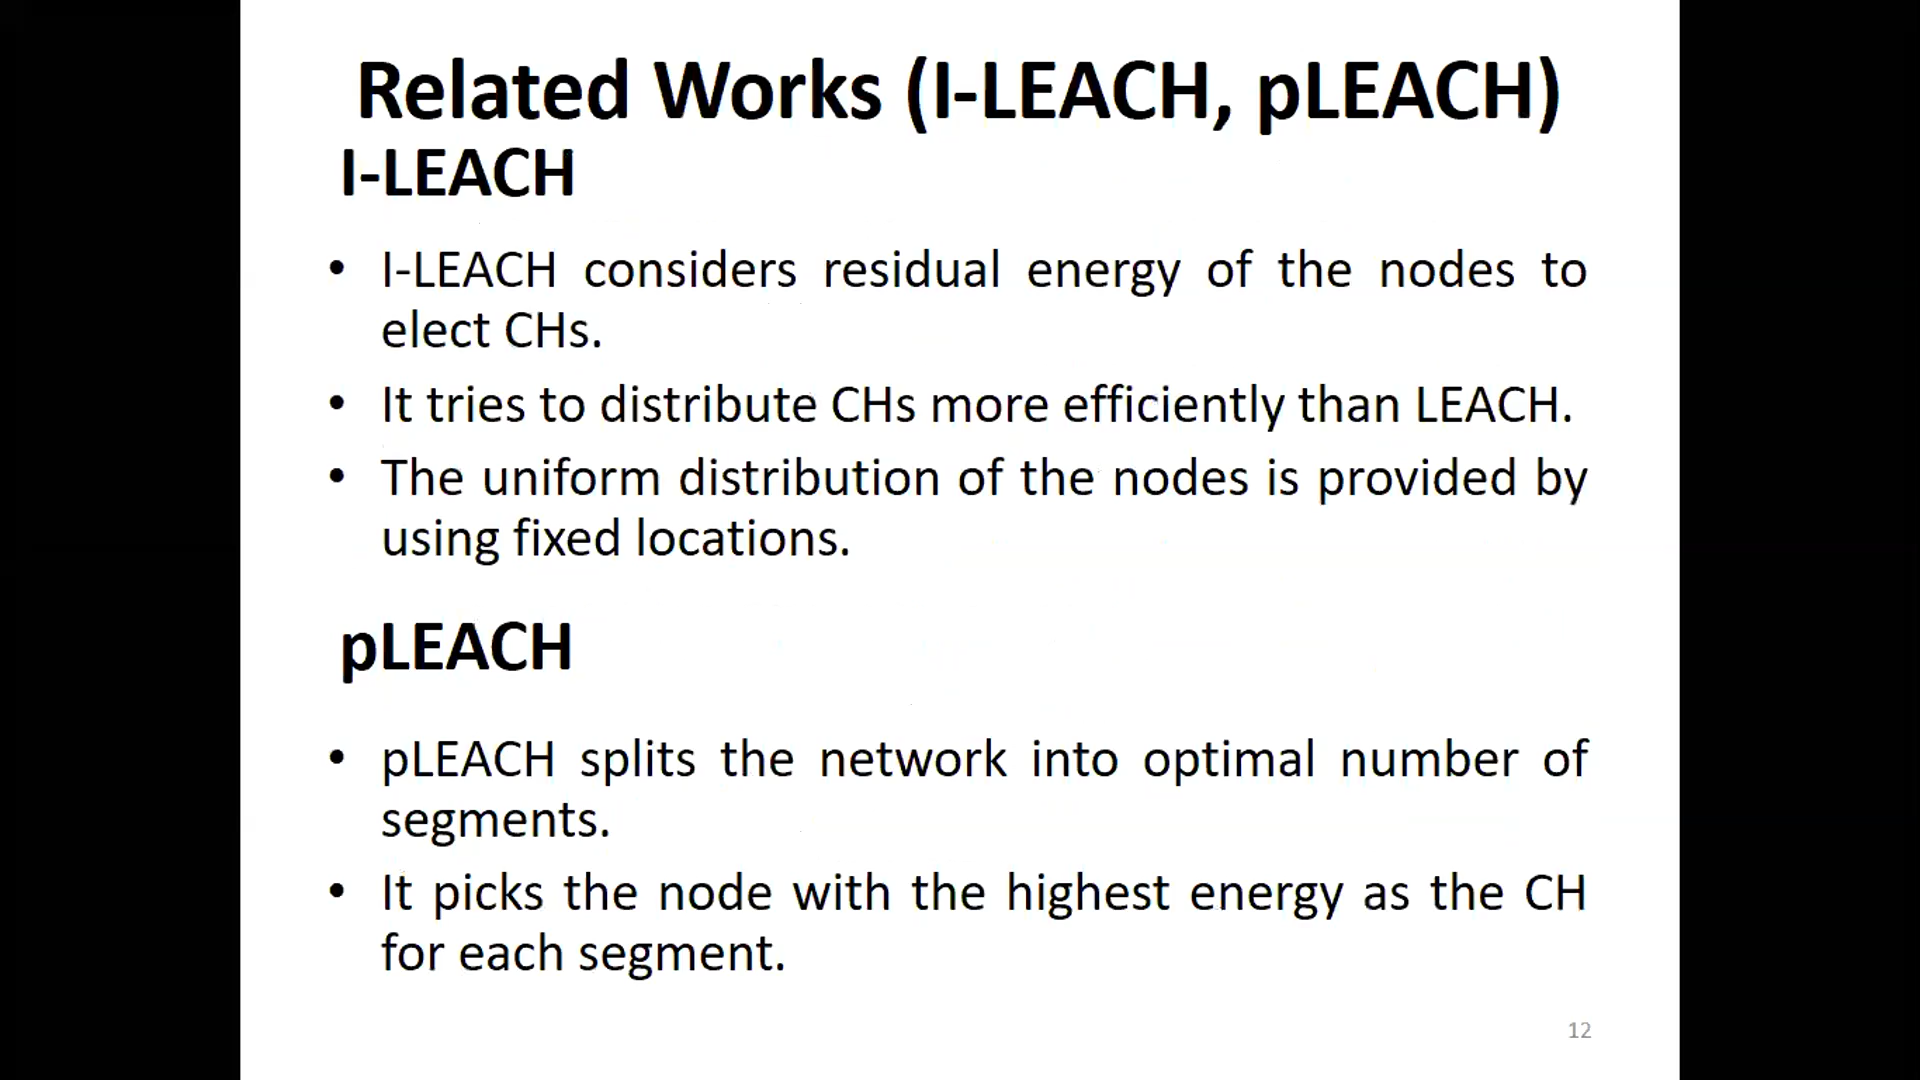 Related Works (I-LEACH, pLEACH)
I-LEACH
• I-LEACH considers residual energy of the nodes to
elect CHs.
• It tries to distribute CHs more efficiently than LEACH.
• The uniform distribution of the nodes is provided by
using fixed locations.
pLEACH
• pLEACH splits the network into optimal number of
segments.
• It picks the node with the highest energy as the CH
for each segment.
12